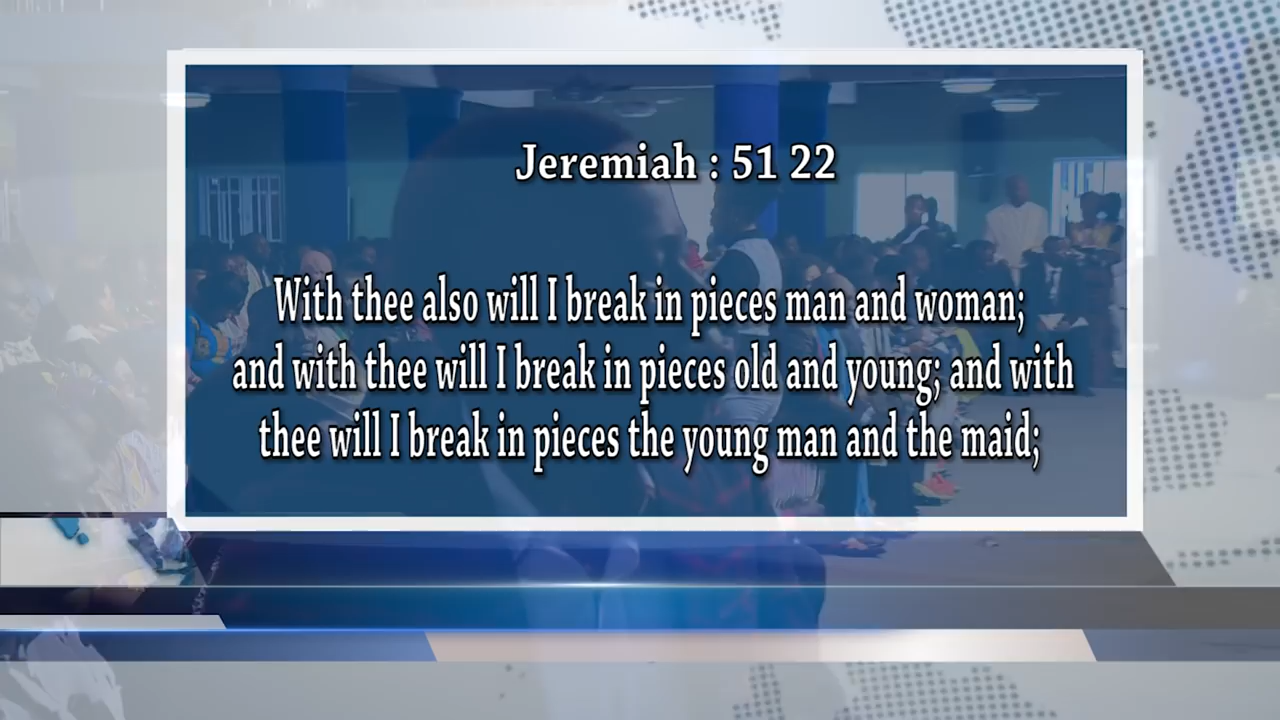 Jeremiah : 51 22
With thee also will I break in pieces man and woman;
and with thee will I break in pieces old and young; and with
thee will I break in pieces the young man and the maid;